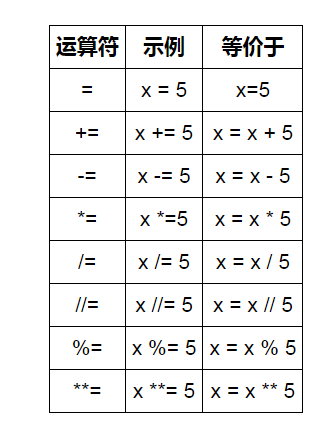 运算符 示例 等价于
= x = 5 x=5
+= x += 5 x = x + 5
-= x -= 5 x = x - 5
*= x *=5 x = x * 5
/= x /= 5 x = x / 5
//= x //= 5 x = x // 5
%= x %= 5 x = x % 5
**= x **= 5 x = x ** 5